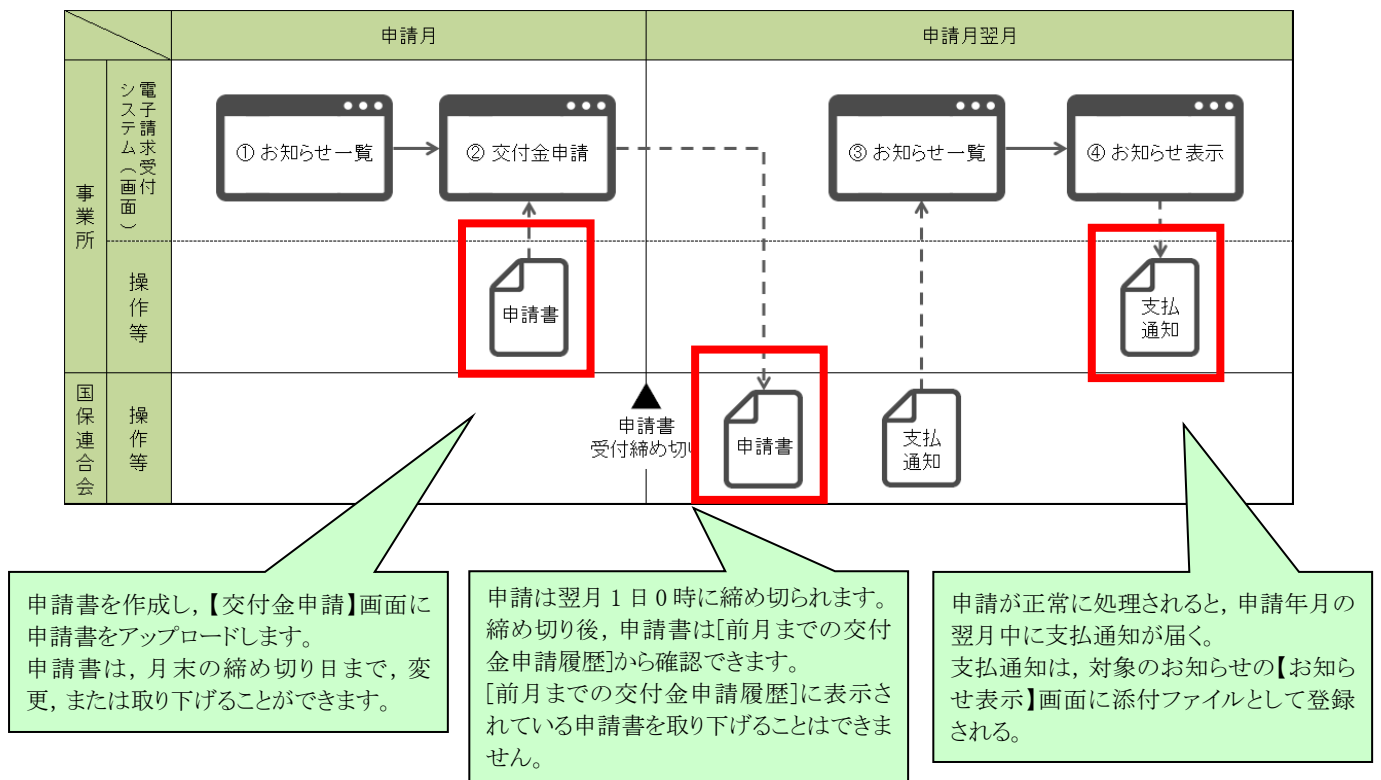 申請月
申請月翌月
事業所
電子請求受付
システム（画面）
① お知らせ一覧
② 交付金申請
③ お知らせ一覧
④ お知らせ表示
操作等
申請書
支払
通知
国保連合会
操作等
申請書
受付締め切り
申請書
支払
通知
申請書を作成し，【交付金申請】画面に
申請書をアップロードします。
申請書は，月末の締め切り日まで，変
更，または取り下げることができます。
申請は翌月１日０時に締め切られます。
締め切り後，申請書は[前月までの交付
金申請履歴]から確認できます。
[前月までの交付金申請履歴]に表示さ
れている申請書を取り下げることはできま
せん。
申請が正常に処理されると，申請年月の
翌月中に支払通知が届く。
支払通知は，対象のお知らせの【お知ら
せ表示】画面に添付ファイルとして登録
される。